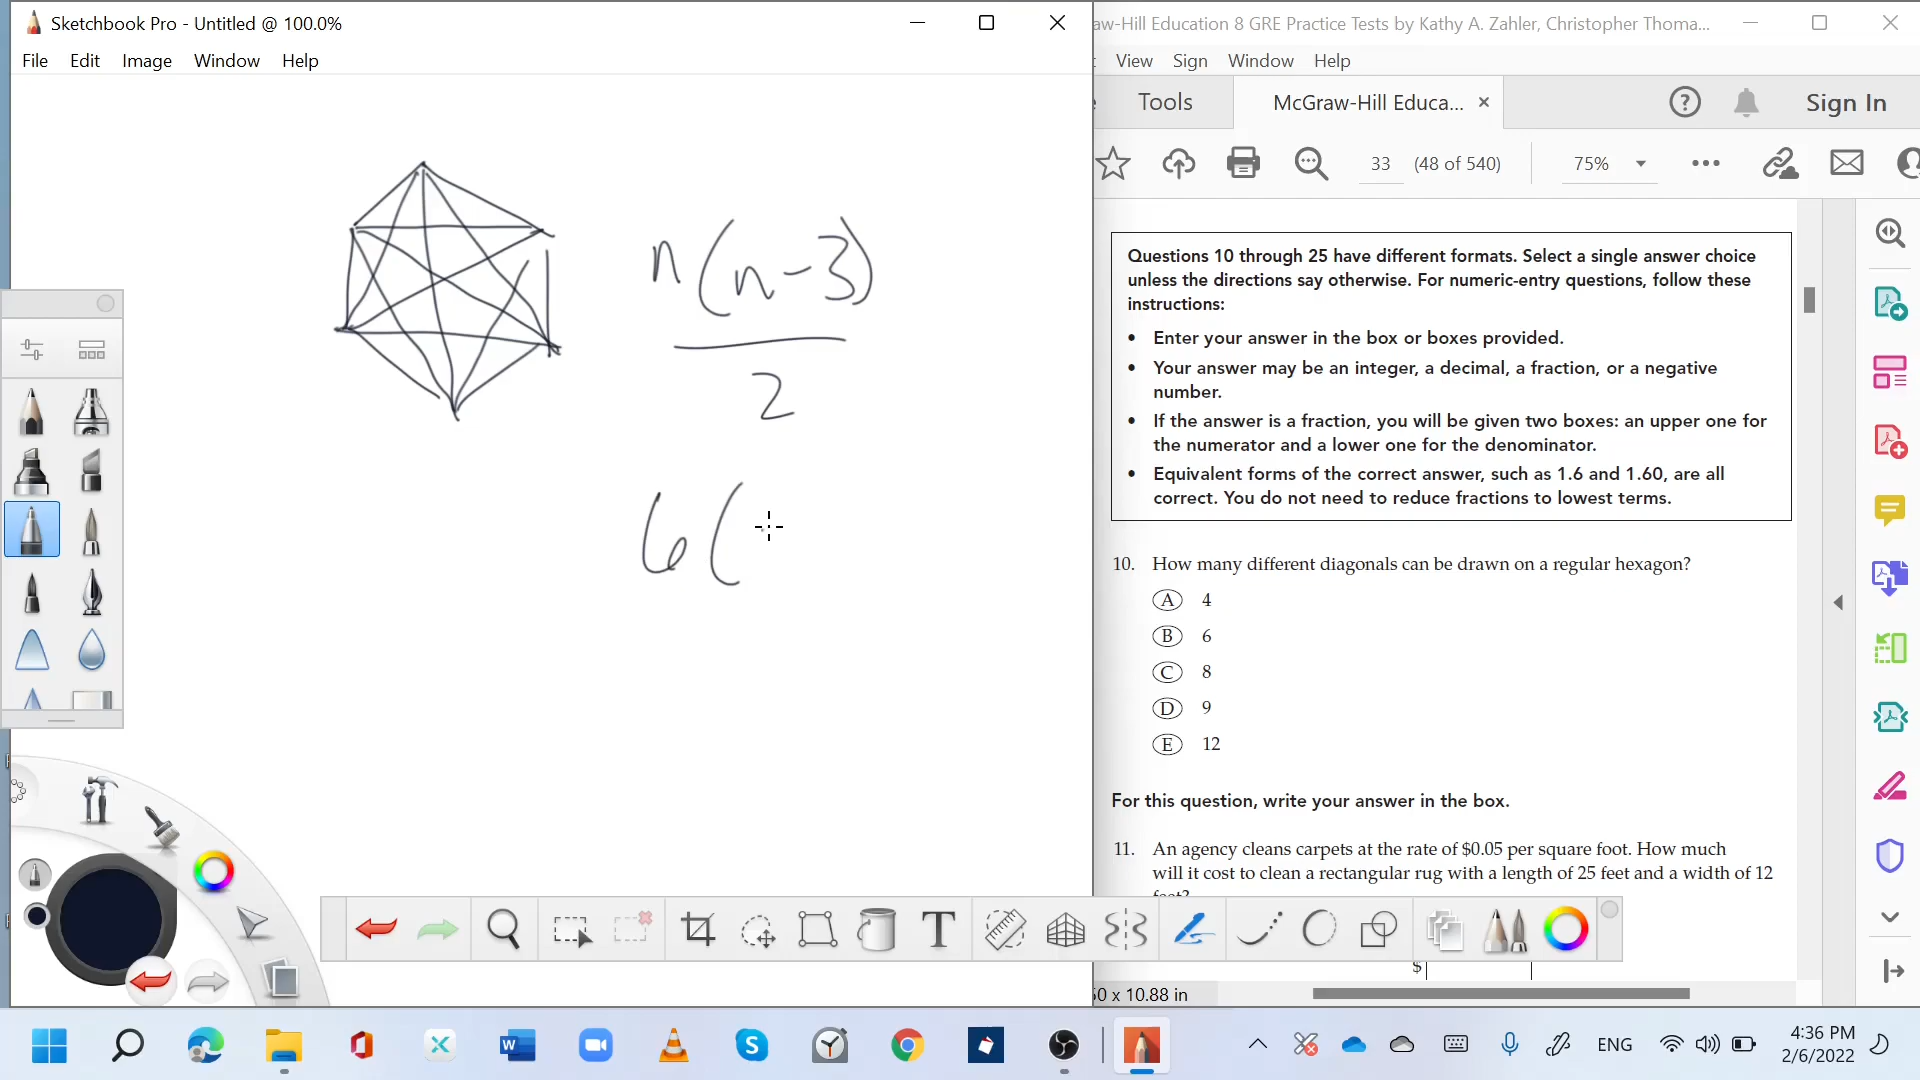 Sketchbook Pro - Untitled @ 100.0%
File Edit Image Window Help
n(n-3)
2
6(
T
aw-Hill Education 8 GRE Practice Tests by Kathy A. Zahler, Christopher Thoma...
View Sign Window Help
Tools
McGraw-Hill Educa... ×
Sign In
33 (48 of 540)
75%
Questions 10 through 25 have different formats. Select a single answer choice
unless the directions say otherwise. For numeric-entry questions, follow these
instructions:
• Enter your answer in the box or boxes provided.
• Your answer may be an integer, a decimal, a fraction, or a negative
number.
• If the answer is a fraction, you will be given two boxes: an upper one for
the numerator and a lower one for the denominator.
• Equivalent forms of the correct answer, such as 1.6 and 1.60, are all
correct. You do not need to reduce fractions to lowest terms.
10. How many different diagonals can be drawn on a regular hexagon?
A 4
B 6
C 8
D 9
E 12
For this question, write your answer in the box.
11. An agency cleans carpets at the rate of $0.05 per square foot. How much
will it cost to clean a rectangular rug with a length of 25 feet and a width of 12
$
0 x 10.88 in
ENG
4:36 PM
2/6/2022